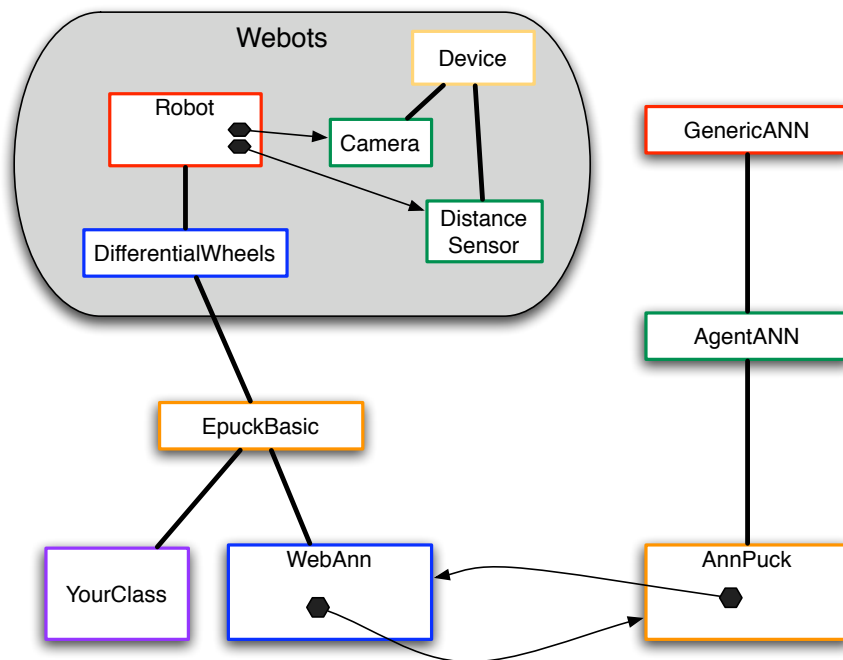 Webots
Device
Robot
Camera
GenericANN
Distance
Sensor
DifferentialWheels
AgentANN
EpuckBasic
WebAnn
AnnPuck
YourClass